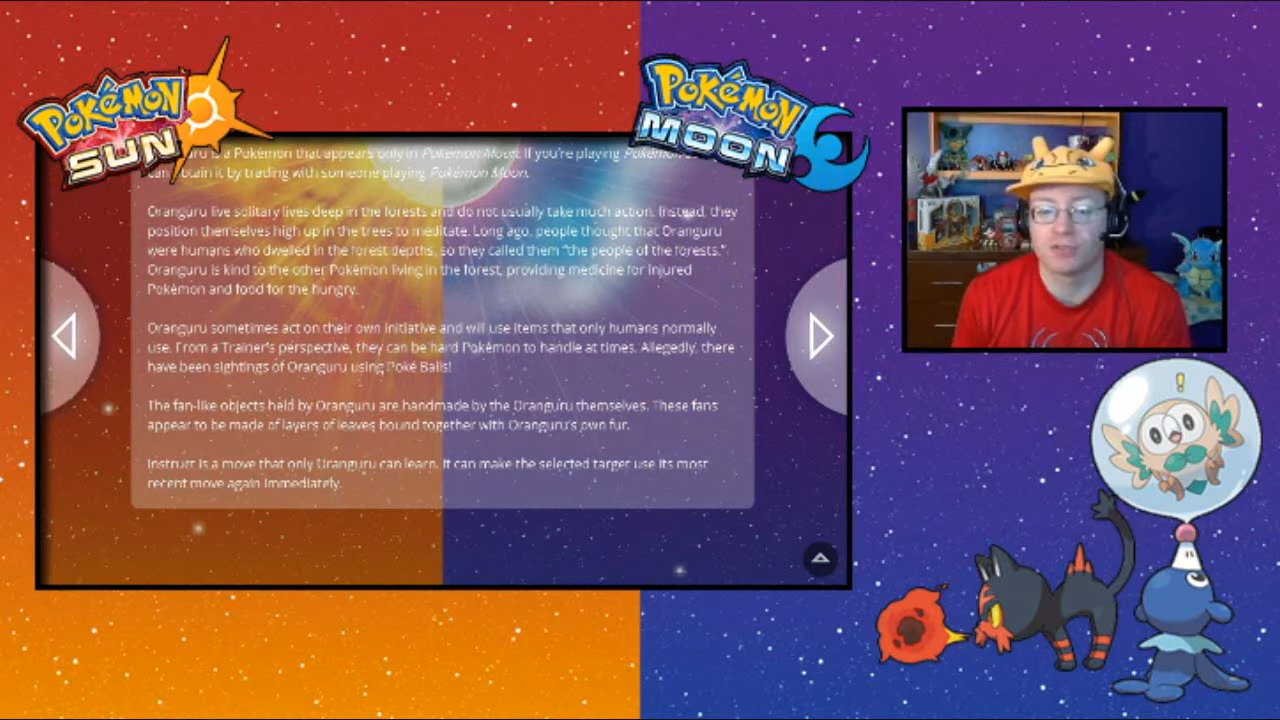 POKéMON
SUN
POKéMON
MOON
is a Pokémon that appears only in Pokémon Moon. If you're playing Pokémon
can obtain it by trading with someone playing Pokémon Moon.
Oranguru live solitary lives deep in the forests and do not usually take much action. Instead, they
position themselves high up in the trees to meditate. Long ago, people thought that Oranguru
were humans who dwelled in the forest depths, so they called them "the people of the forests."
Oranguru is kind to the other Pokémon living in the forest, providing medicine for injured
Pokémon and food for the hungry.
Oranguru sometimes act on their own initiative and will use items that only humans normally
use. From a Trainer's perspective, they can be hard Pokémon to handle at times. Allegedly, there
have been sightings of Oranguru using Poké Balls!
The fan-like objects held by Oranguru are handmade by the Oranguru themselves. These fans
appear to be made of layers of leaves bound together with Oranguru's own fur.
Instruct is a move that only Oranguru can learn. It can make the selected target use its most
recent move again immediately.
!